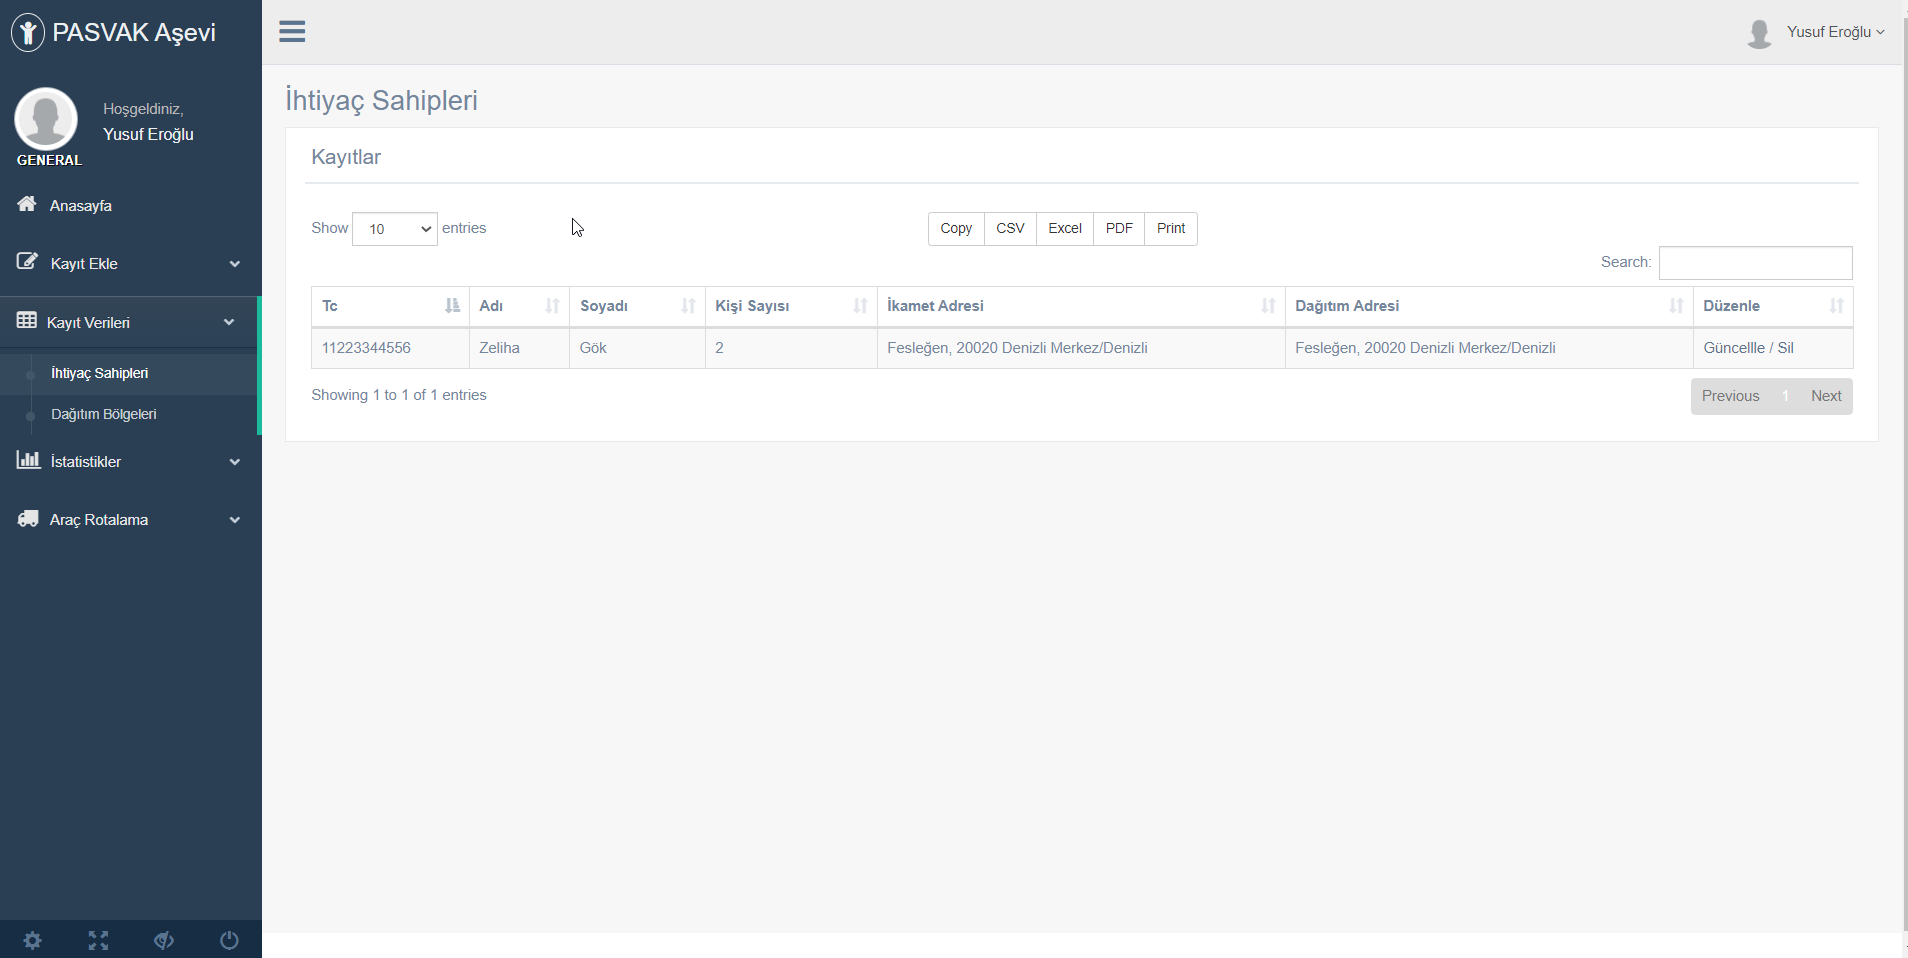 PASVAK Aşevi
Yusuf Eroğlu
Hoşgeldiniz,
Yusuf Eroğlu
GENERAL
Anasayfa
Kayıt Ekle
Kayıt Verileri
İhtiyaç Sahipleri
Dağıtım Bölgeleri
İstatistikler
Araç Rotalama
İhtiyaç Sahipleri
Kayıtlar
Show 10 entries
Copy CSV Excel PDF Print
Search:
Tc Adı Soyadı Kişi Sayısı İkamet Adresi Dağıtım Adresi Düzenle
11223344556 Zeliha Gök 2 Fesleğen, 20020 Denizli Merkez/Denizli Fesleğen, 20020 Denizli Merkez/Denizli Güncellle / Sil
Showing 1 to 1 of 1 entries
Previous 1 Next